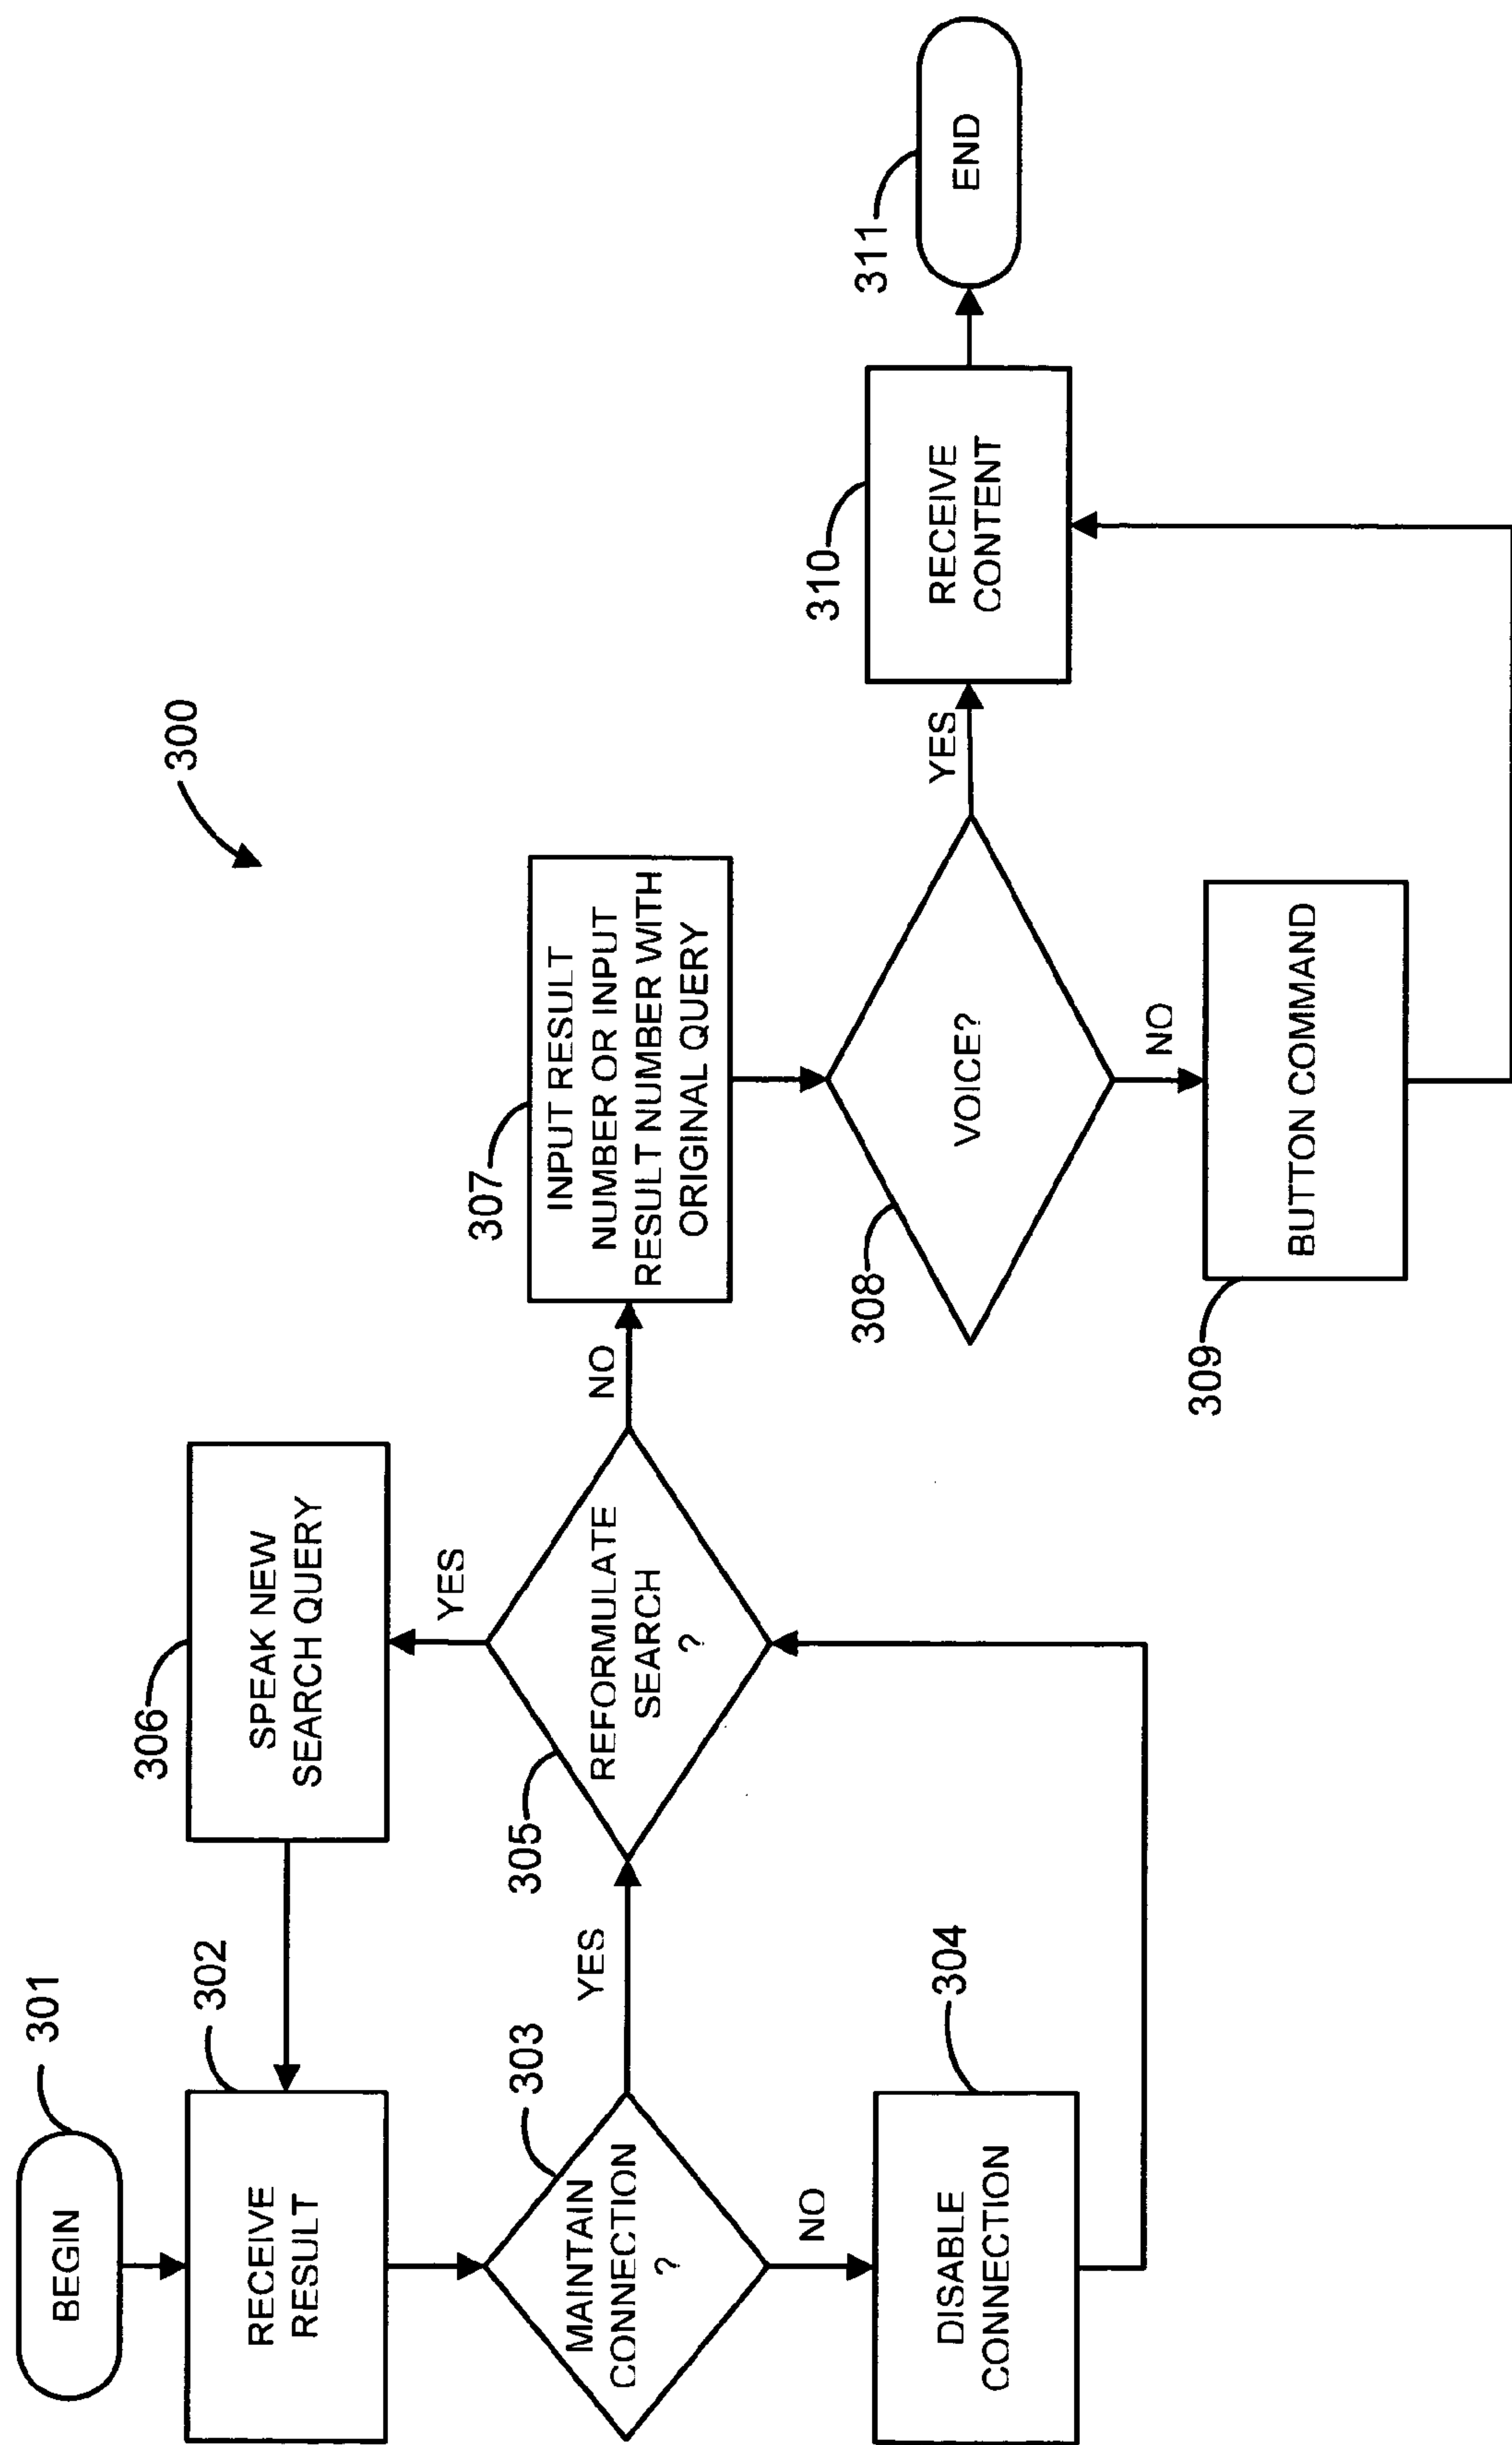 300
301
BEGIN
302
RECEIVE
RESULT
303
MAINTAIN
CONNECTION
?
YES
NO
304
DISABLE
CONNECTION
305
REFORMULATE
SEARCH
?
YES
NO
306
SPEAK NEW
SEARCH QUERY
307
INPUT RESULT
NUMBER OR INPUT
RESULT NUMBER WITH
ORIGINAL QUERY
308
VOICE?
YES
NO
309
BUTTON COMMAND
310
RECEIVE
CONTENT
311
END